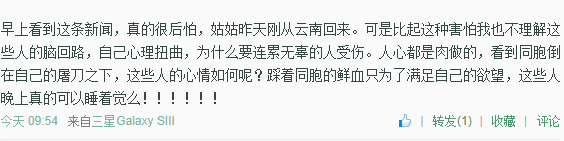 早上看到这条新闻，真的很后怕，姑姑昨天刚从云南回来。可是比起这种害怕我也不理解这
些人的脑回路，自己心理扭曲，为什么要连累无辜的人受伤。人心都是肉做的，看到同胞倒
在自己的屠刀之下，这些人的心情如何呢？踩着同胞的鲜血只为了满足自己的欲望，这些人
晚上真的可以睡着觉么！！！！！！
今天 09:54 来自三星Galaxy SIII | 转发(1) | 收藏 | 评论